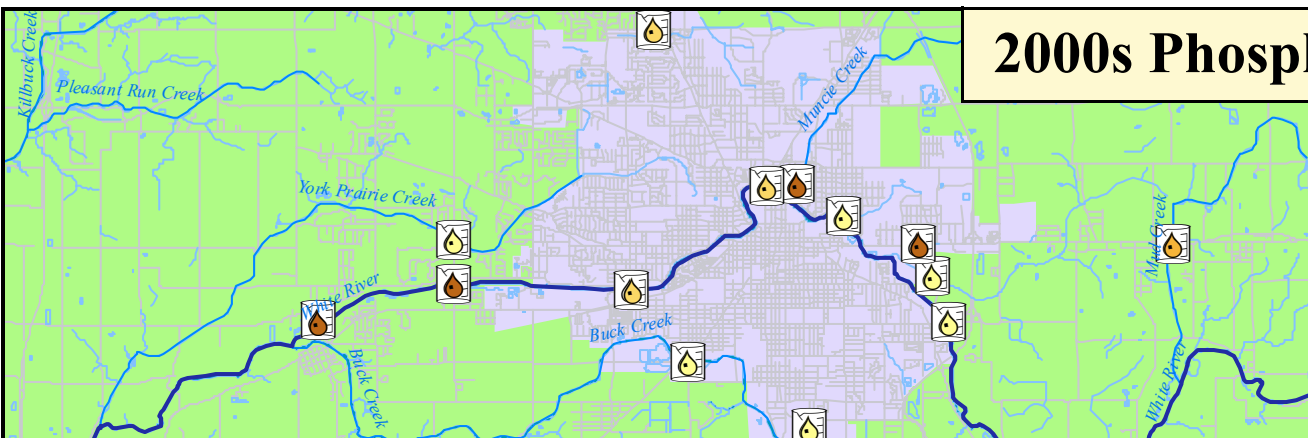 2000s Phosph
Killbuck Creek
Pleasant Run Creek
Muncie Creek
York Prairie Creek
Mud Creek
White River
Buck Creek
Buck Creek
White River